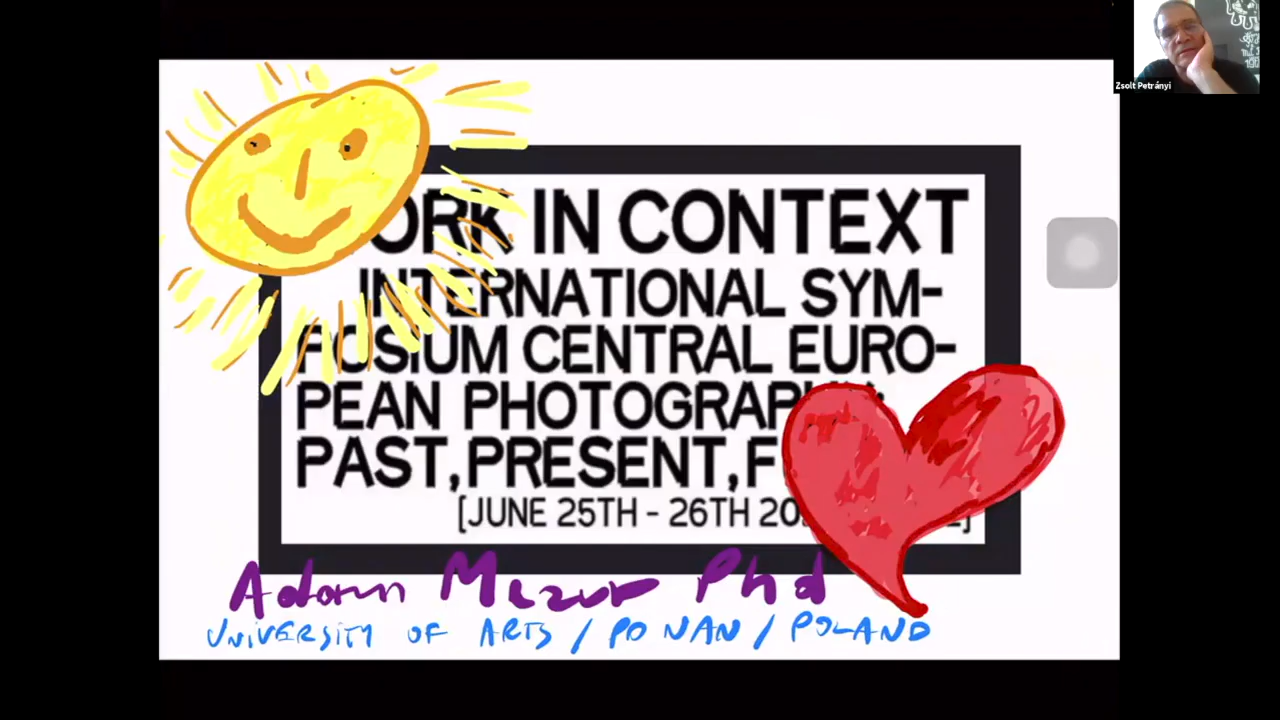 Zsolt Petrányi
ORK IN CONTEXT
INTERNATIONAL SYM-
POSIUM CENTRAL EURO-
PEAN PHOTOGRAP
PAST, PRESENT, F
[JUNE 25TH - 26TH 20
Adam Mazur Phd
UNIVERSITY OF ARTS / POZNAN / POLAND